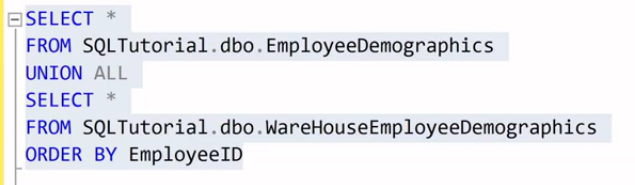 SELECT *
FROM SQLTutorial.dbo.EmployeeDemographics
UNION ALL
SELECT *
FROM SQLTutorial.dbo.WareHouseEmployeeDemographics
ORDER BY EmployeeID